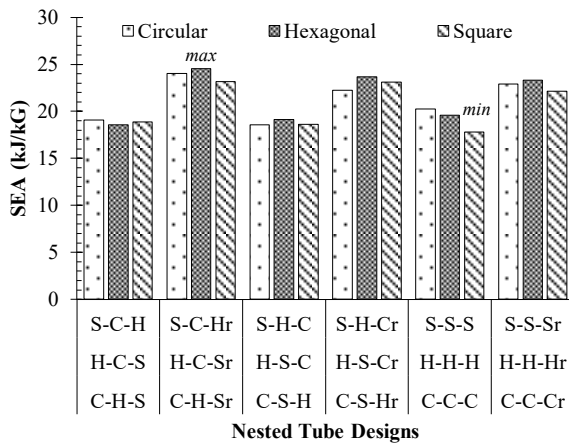 30
25
20
15
10
5
0
SEA (kJ/kG)
Circular Hexagonal Square
max
min
S-C-H S-C-Hr S-H-C S-H-Cr S-S-S S-S-Sr
H-C-S H-C-Sr H-S-C H-S-Cr H-H-H H-H-Hr
C-H-S C-H-Sr C-S-H C-S-Hr C-C-C C-C-Cr
Nested Tube Designs